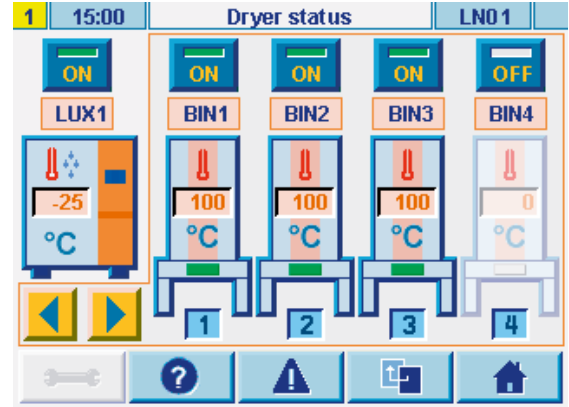 1 15:00 Dryer status LN01
ON ON ON ON OFF
LUX1 BIN1 BIN2 BIN3 BIN4
-25 100 100 100 0
°C °C °C °C °C
1 2 3 4
?